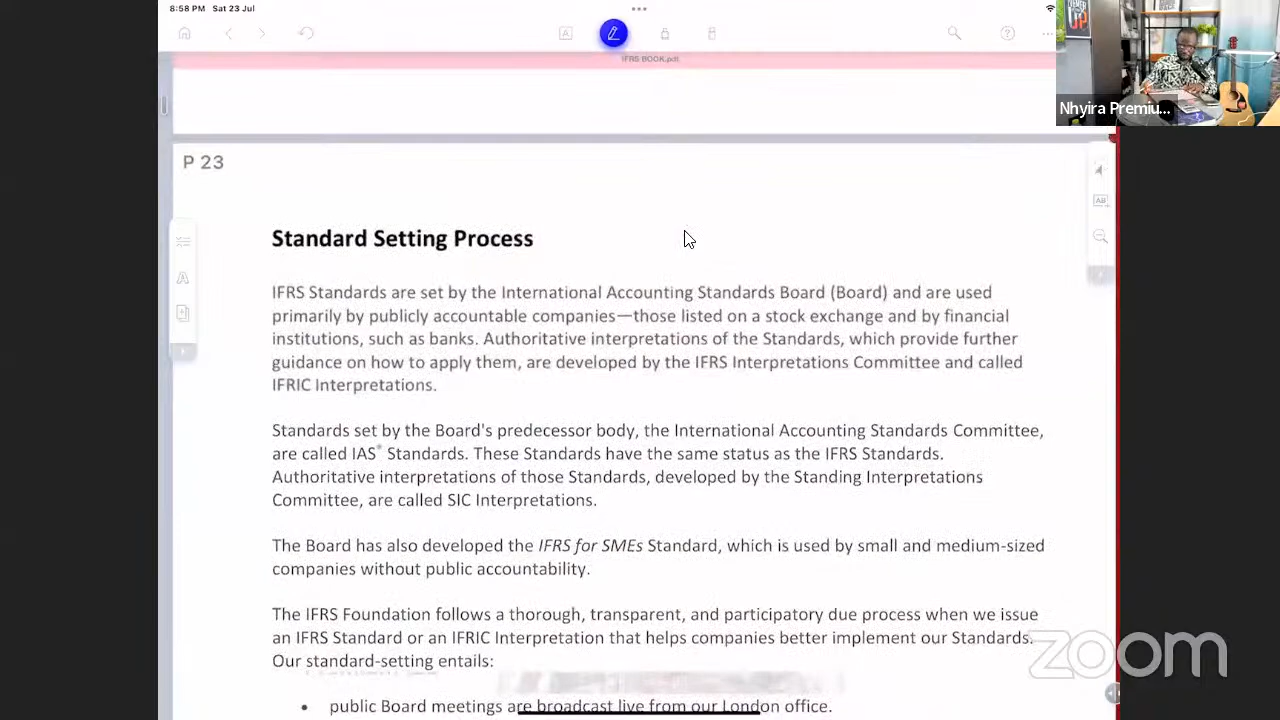 8:58 PM Sat 23 Jul
IFRS BOOK.pdf
Nhyira Premiu...
P 23
Standard Setting Process
IFRS Standards are set by the International Accounting Standards Board (Board) and are used
primarily by publicly accountable companies—those listed on a stock exchange and by financial
institutions, such as banks. Authoritative interpretations of the Standards, which provide further
guidance on how to apply them, are developed by the IFRS Interpretations Committee and called
IFRIC Interpretations.
Standards set by the Board's predecessor body, the International Accounting Standards Committee,
are called IAS® Standards. These Standards have the same status as the IFRS Standards.
Authoritative interpretations of those Standards, developed by the Standing Interpretations
Committee, are called SIC Interpretations.
The Board has also developed the IFRS for SMEs Standard, which is used by small and medium-sized
companies without public accountability.
The IFRS Foundation follows a thorough, transparent, and participatory due process when we issue
an IFRS Standard or an IFRIC Interpretation that helps companies better implement our Standards.
Our standard-setting entails:
• public Board meetings are broadcast live from our London office.
zoom